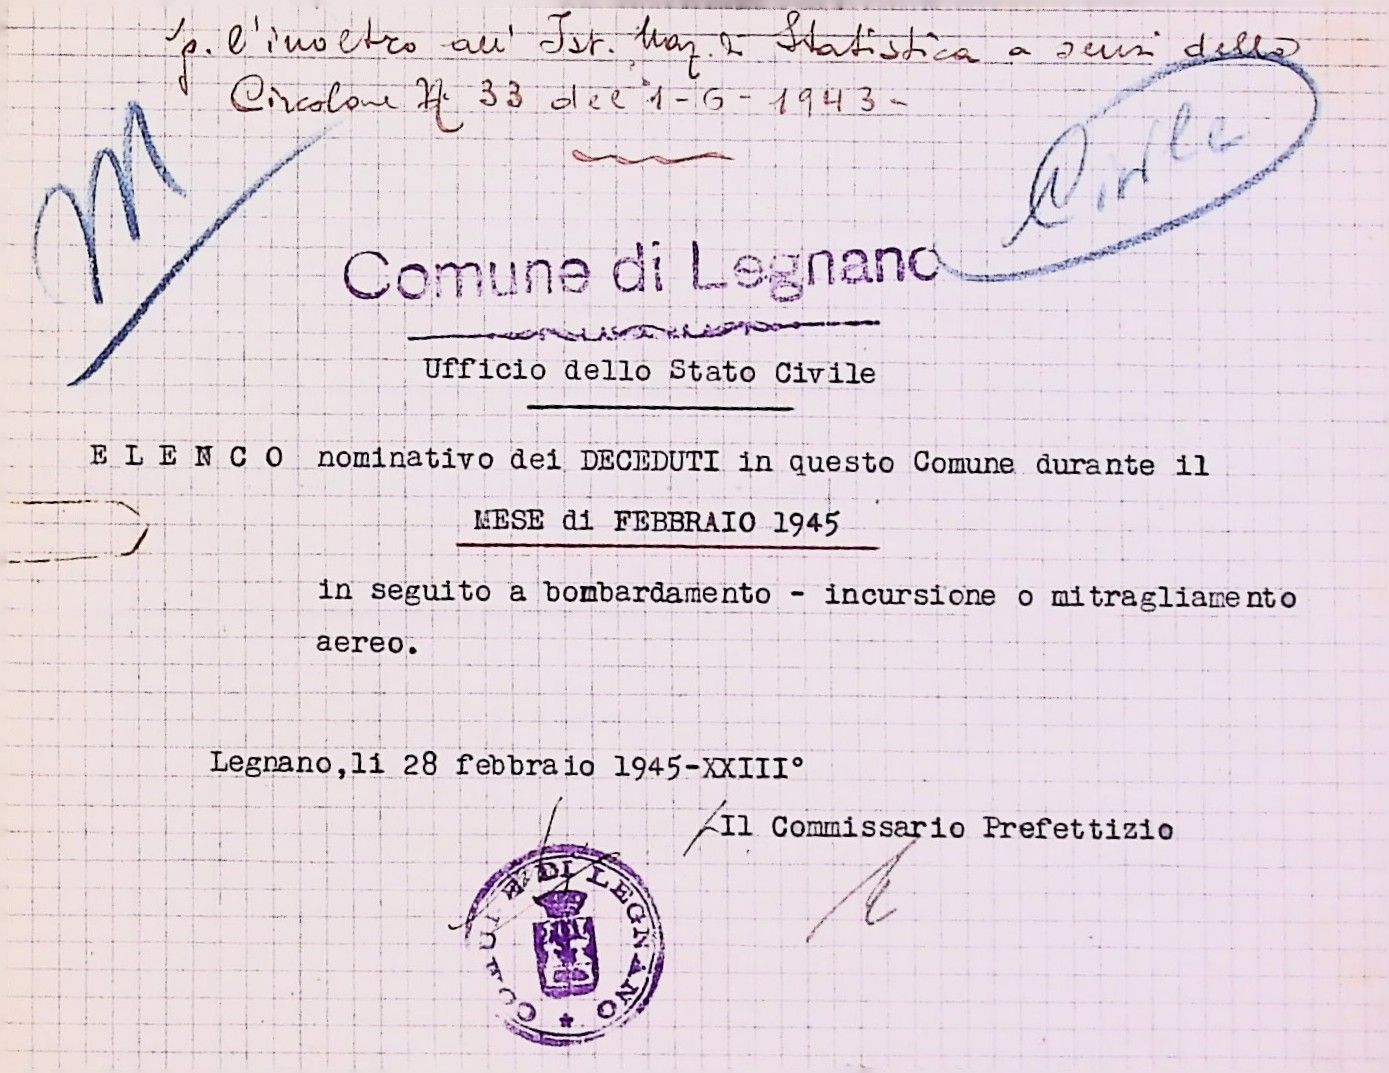 p. l'inoltro all' Ist. Naz. di Statistica a sensi della
Circolare N. 33 del 1-6-1943-
M
Civile
Comune di Legnano
Ufficio dello Stato Civile
E L E N C O nominativo dei DECEDUTI in questo Comune durante il
MESE di FEBBRAIO 1945
in seguito a bombardamento - incursione o mitragliamento
aereo.
Legnano,li 28 febbraio 1945-XXIII°
Il Commissario Prefettizio
COMUNE DI LEGNANO